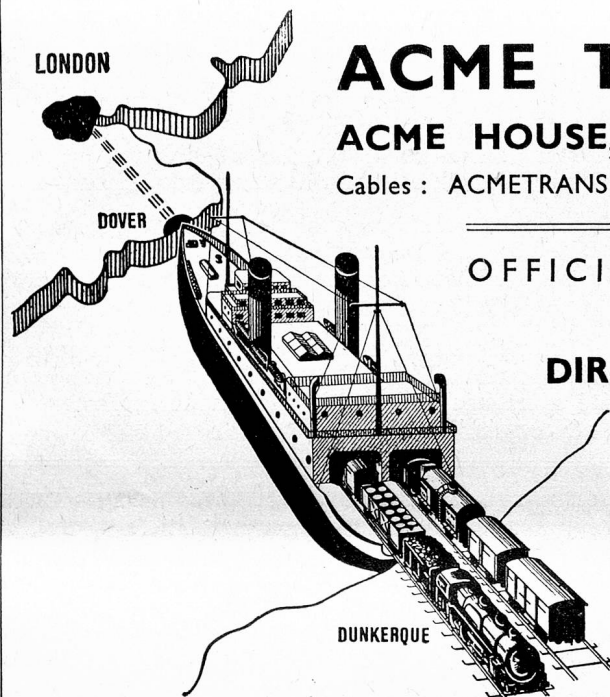 LONDON
ACME T
ACME HOUSE,
Cables : ACMETRANS
DOVER
OFFICI
DIR
DUNKERQUE